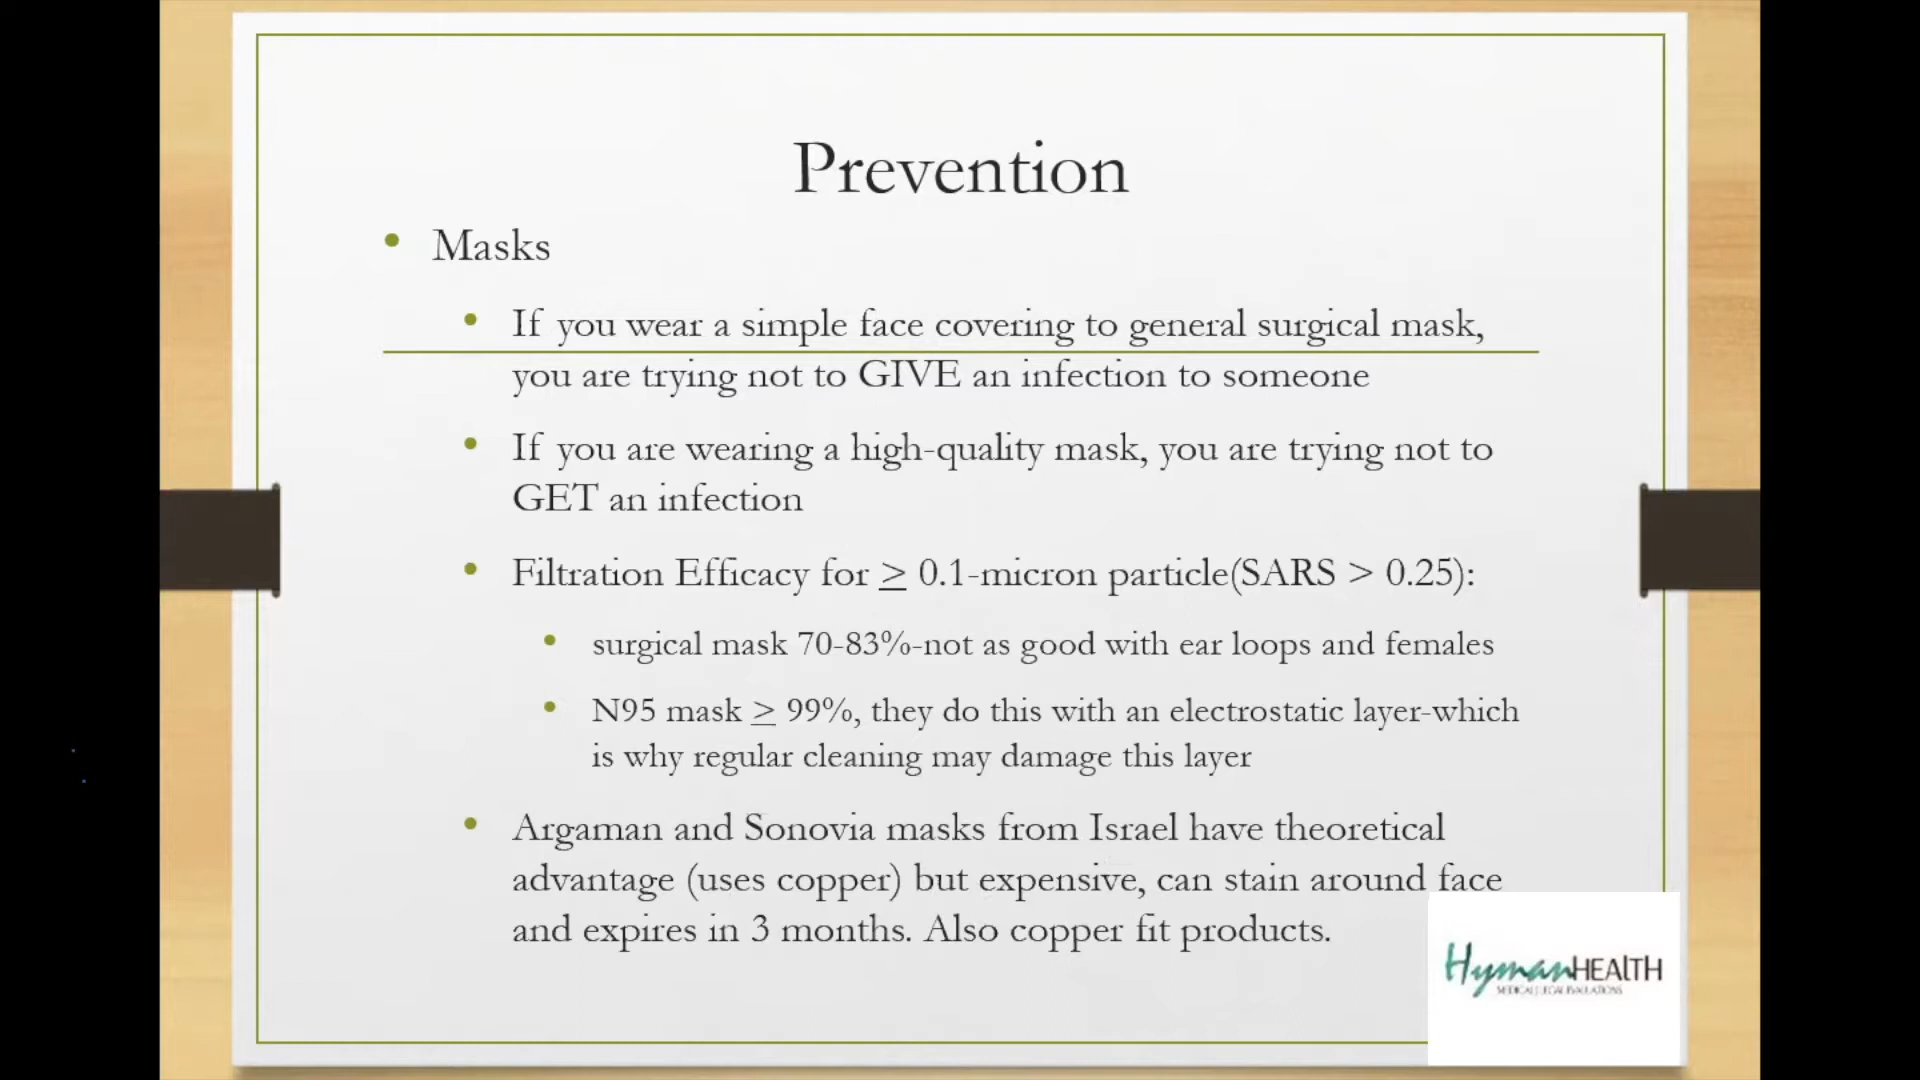 Prevention
Masks
If you wear a simple face covering to general surgical mask,
you are trying not to GIVE an infection to someone
If you are wearing a high-quality mask, you are trying not to
GET an infection
Filtration Efficacy for ≥ 0.1-micron particle(SARS > 0.25):
surgical mask 70-83%-not as good with ear loops and females
N95 mask ≥ 99%, they do this with an electrostatic layer-which
is why regular cleaning may damage this layer
Argaman and Sonovia masks from Israel have theoretical
advantage (uses copper) but expensive, can stain around face
and expires in 3 months. Also copper fit products.
HymanHEALTH
MEDICAL LEGAL EVALUATIONS